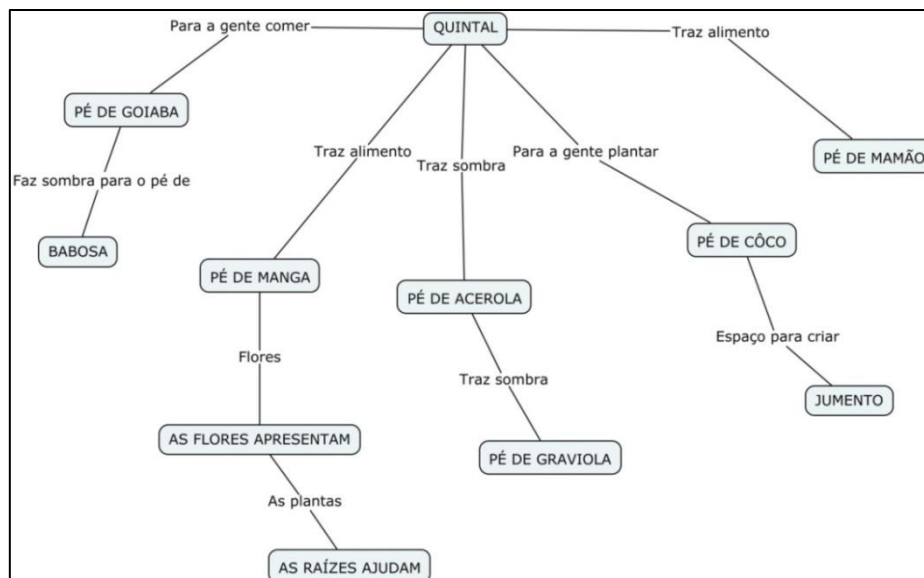 Para a gente comer
QUINTAL
Traz alimento
PÉ DE GOIABA
Traz alimento
Traz sombra
Para a gente plantar
PÉ DE MAMÃO
Faz sombra para o pé de
BABOSA
PÉ DE MANGA
PÉ DE ACEROLA
PÉ DE CÔCO
Flores
Traz sombra
Espaço para criar
JUMENTO
AS FLORES APRESENTAM
PÉ DE GRAVIOLA
As plantas
AS RAÍZES AJUDAM